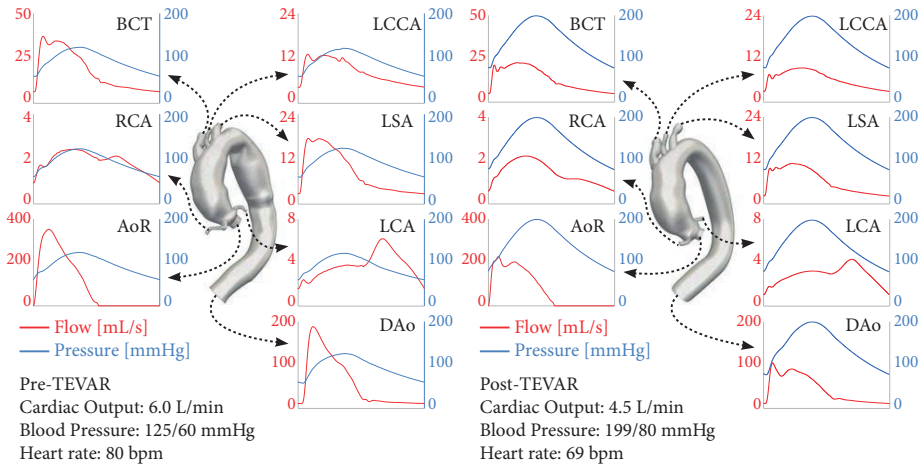 50 BCT 200
25 100
0 0
24 LCCA 200
12 100
0 0
4 RCA 200
2 100
0 0
24 LSA 200
12 100
0 0
400 AoR 200
200 100
0 0
8 LCA 200
4 100
0 0
Flow [mL/s]
Pressure [mmHg]
200 DAo 200
100 100
0 0
Pre-TEVAR
Cardiac Output: 6.0 L/min
Blood Pressure: 125/60 mmHg
Heart rate: 80 bpm
50 BCT 200
25 100
0 0
24 LCCA 200
12 100
0 0
4 RCA 200
2 100
0 0
24 LSA 200
12 100
0 0
400 AoR 200
200 100
0 0
8 LCA 200
4 100
0 0
Flow [mL/s]
Pressure [mmHg]
200 DAo 200
100 100
0 0
Post-TEVAR
Cardiac Output: 4.5 L/min
Blood Pressure: 199/80 mmHg
Heart rate: 69 bpm